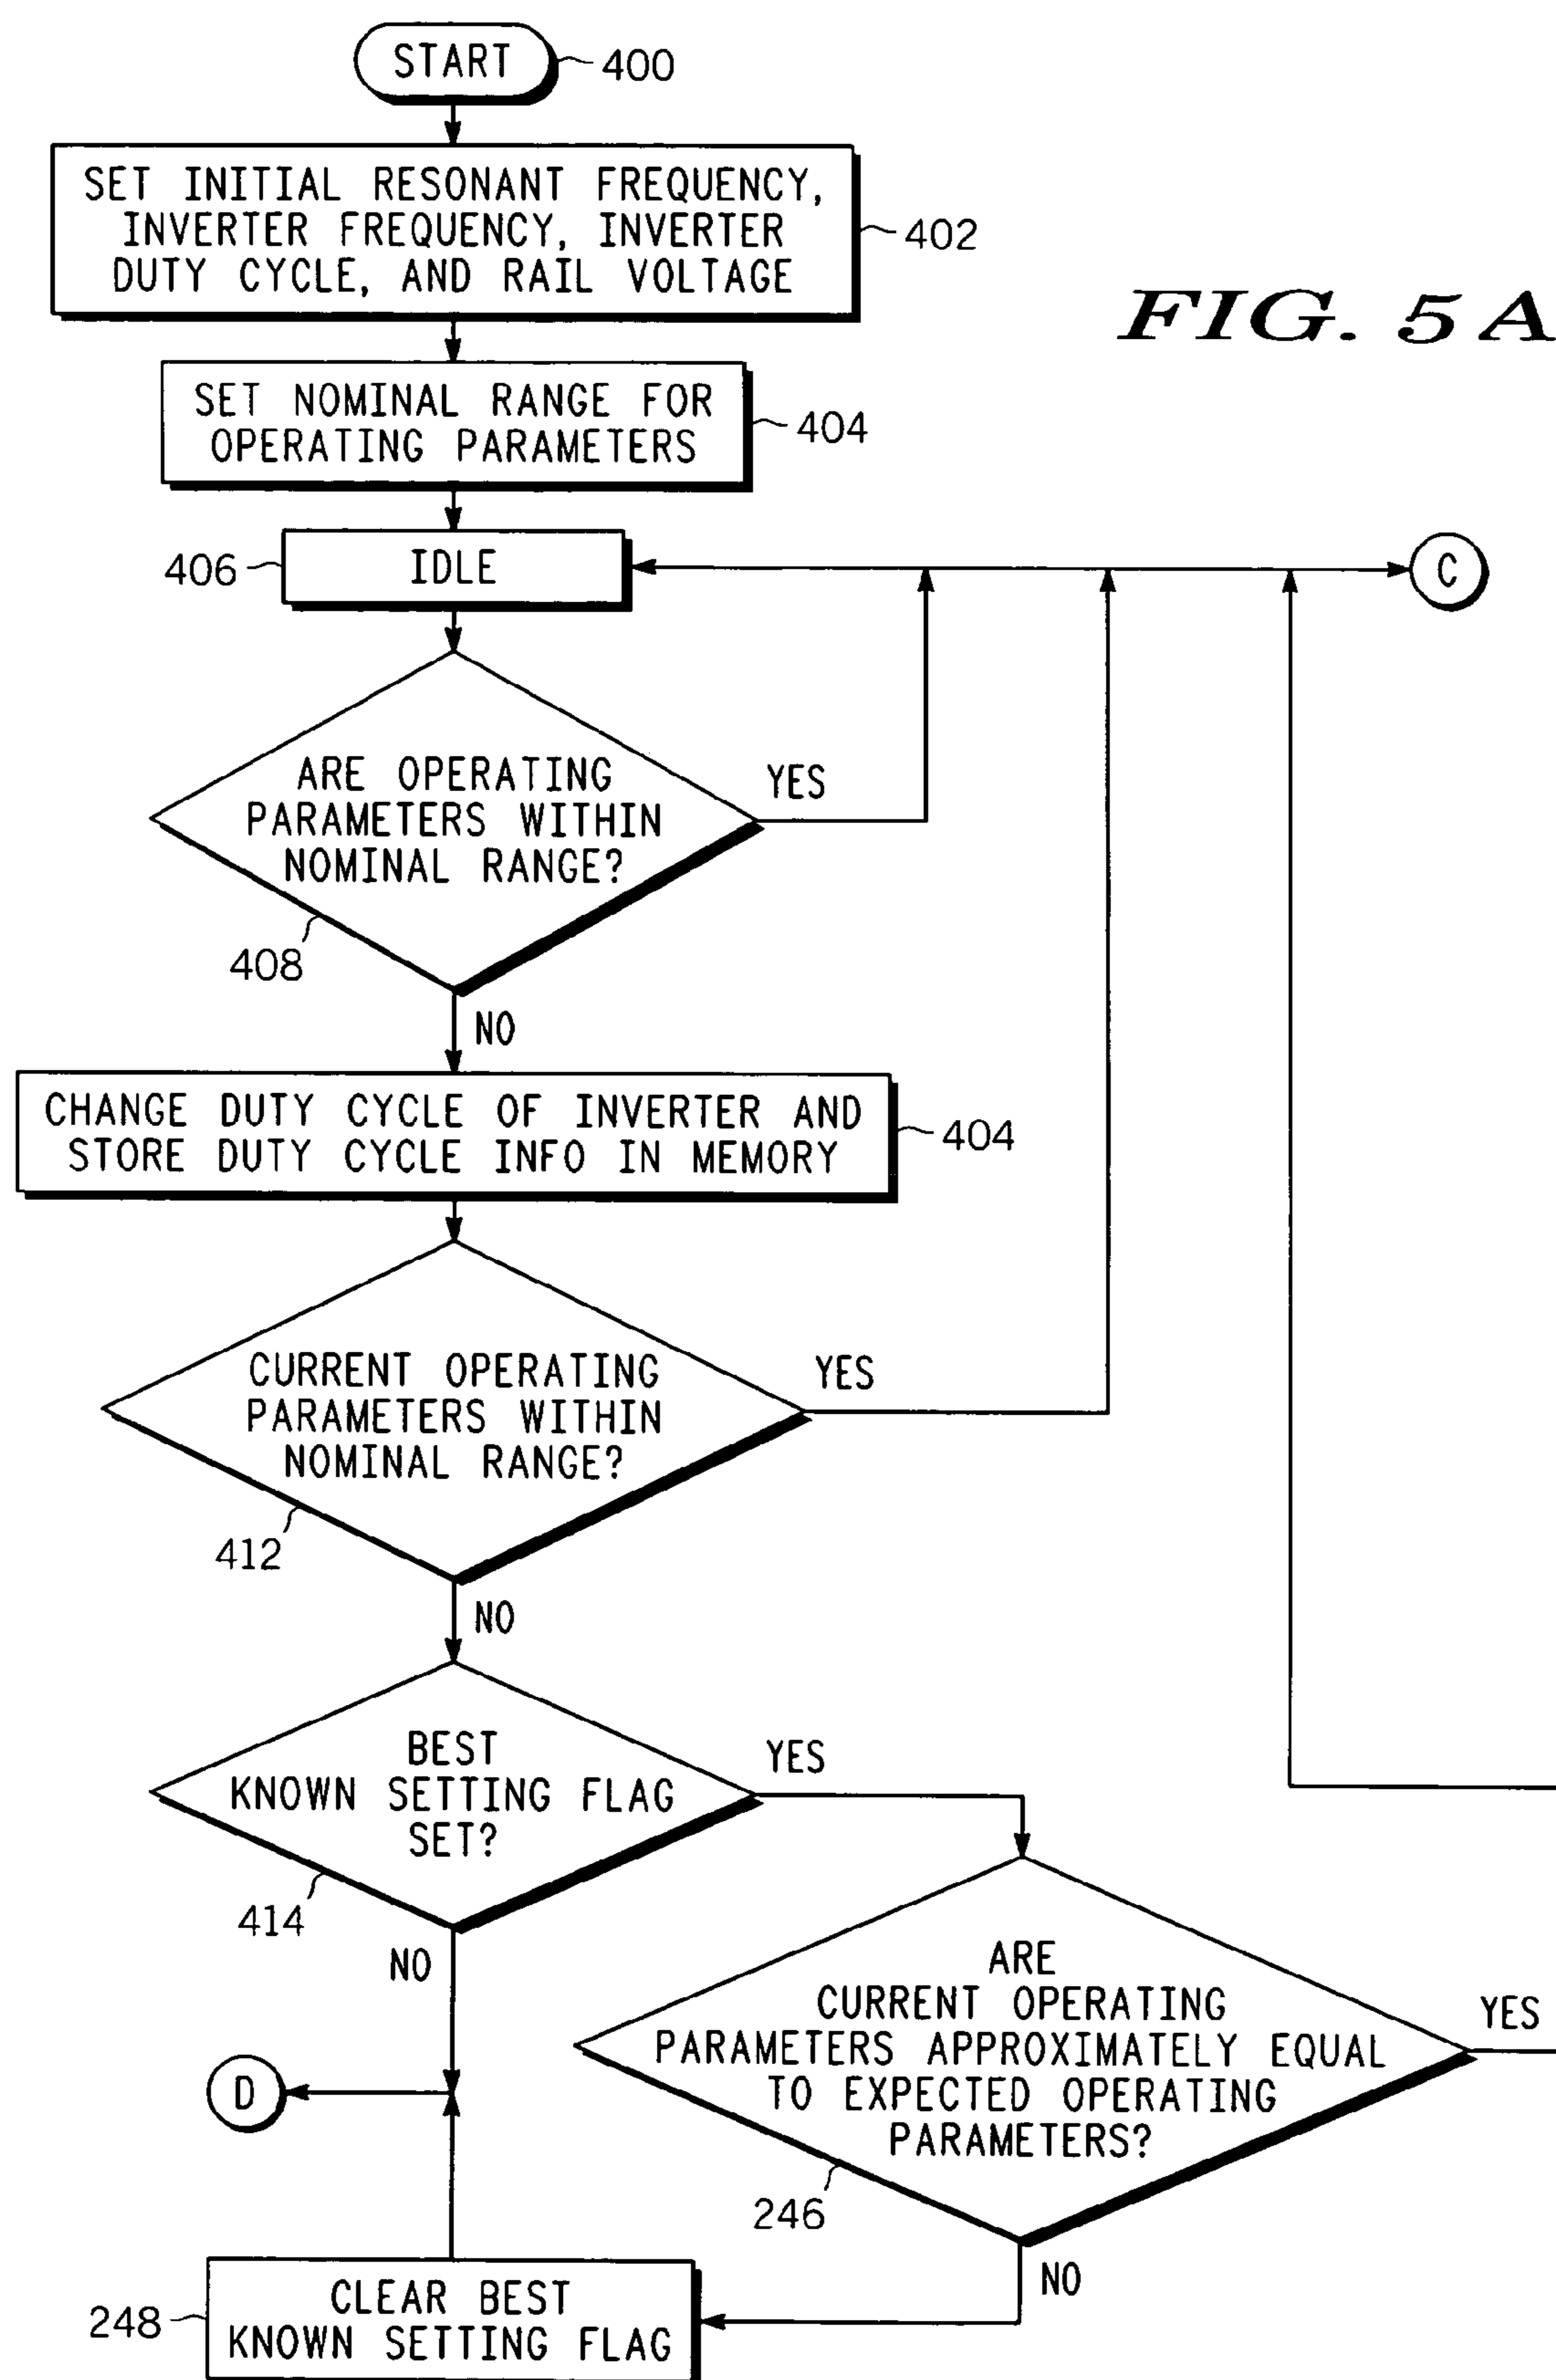 START
400
SET INITIAL RESONANT FREQUENCY,
INVERTER FREQUENCY, INVERTER
DUTY CYCLE, AND RAIL VOLTAGE
402
FIG. 5A
SET NOMINAL RANGE FOR
OPERATING PARAMETERS
404
406
IDLE
C
ARE OPERATING
PARAMETERS WITHIN
NOMINAL RANGE?
YES
408
NO
CHANGE DUTY CYCLE OF INVERTER AND
STORE DUTY CYCLE INFO IN MEMORY
404
CURRENT OPERATING
PARAMETERS WITHIN
NOMINAL RANGE?
YES
412
NO
BEST
KNOWN SETTING FLAG
SET?
YES
414
NO
ARE
CURRENT OPERATING
PARAMETERS APPROXIMATELY EQUAL
TO EXPECTED OPERATING
PARAMETERS?
YES
D
246
NO
248
CLEAR BEST
KNOWN SETTING FLAG